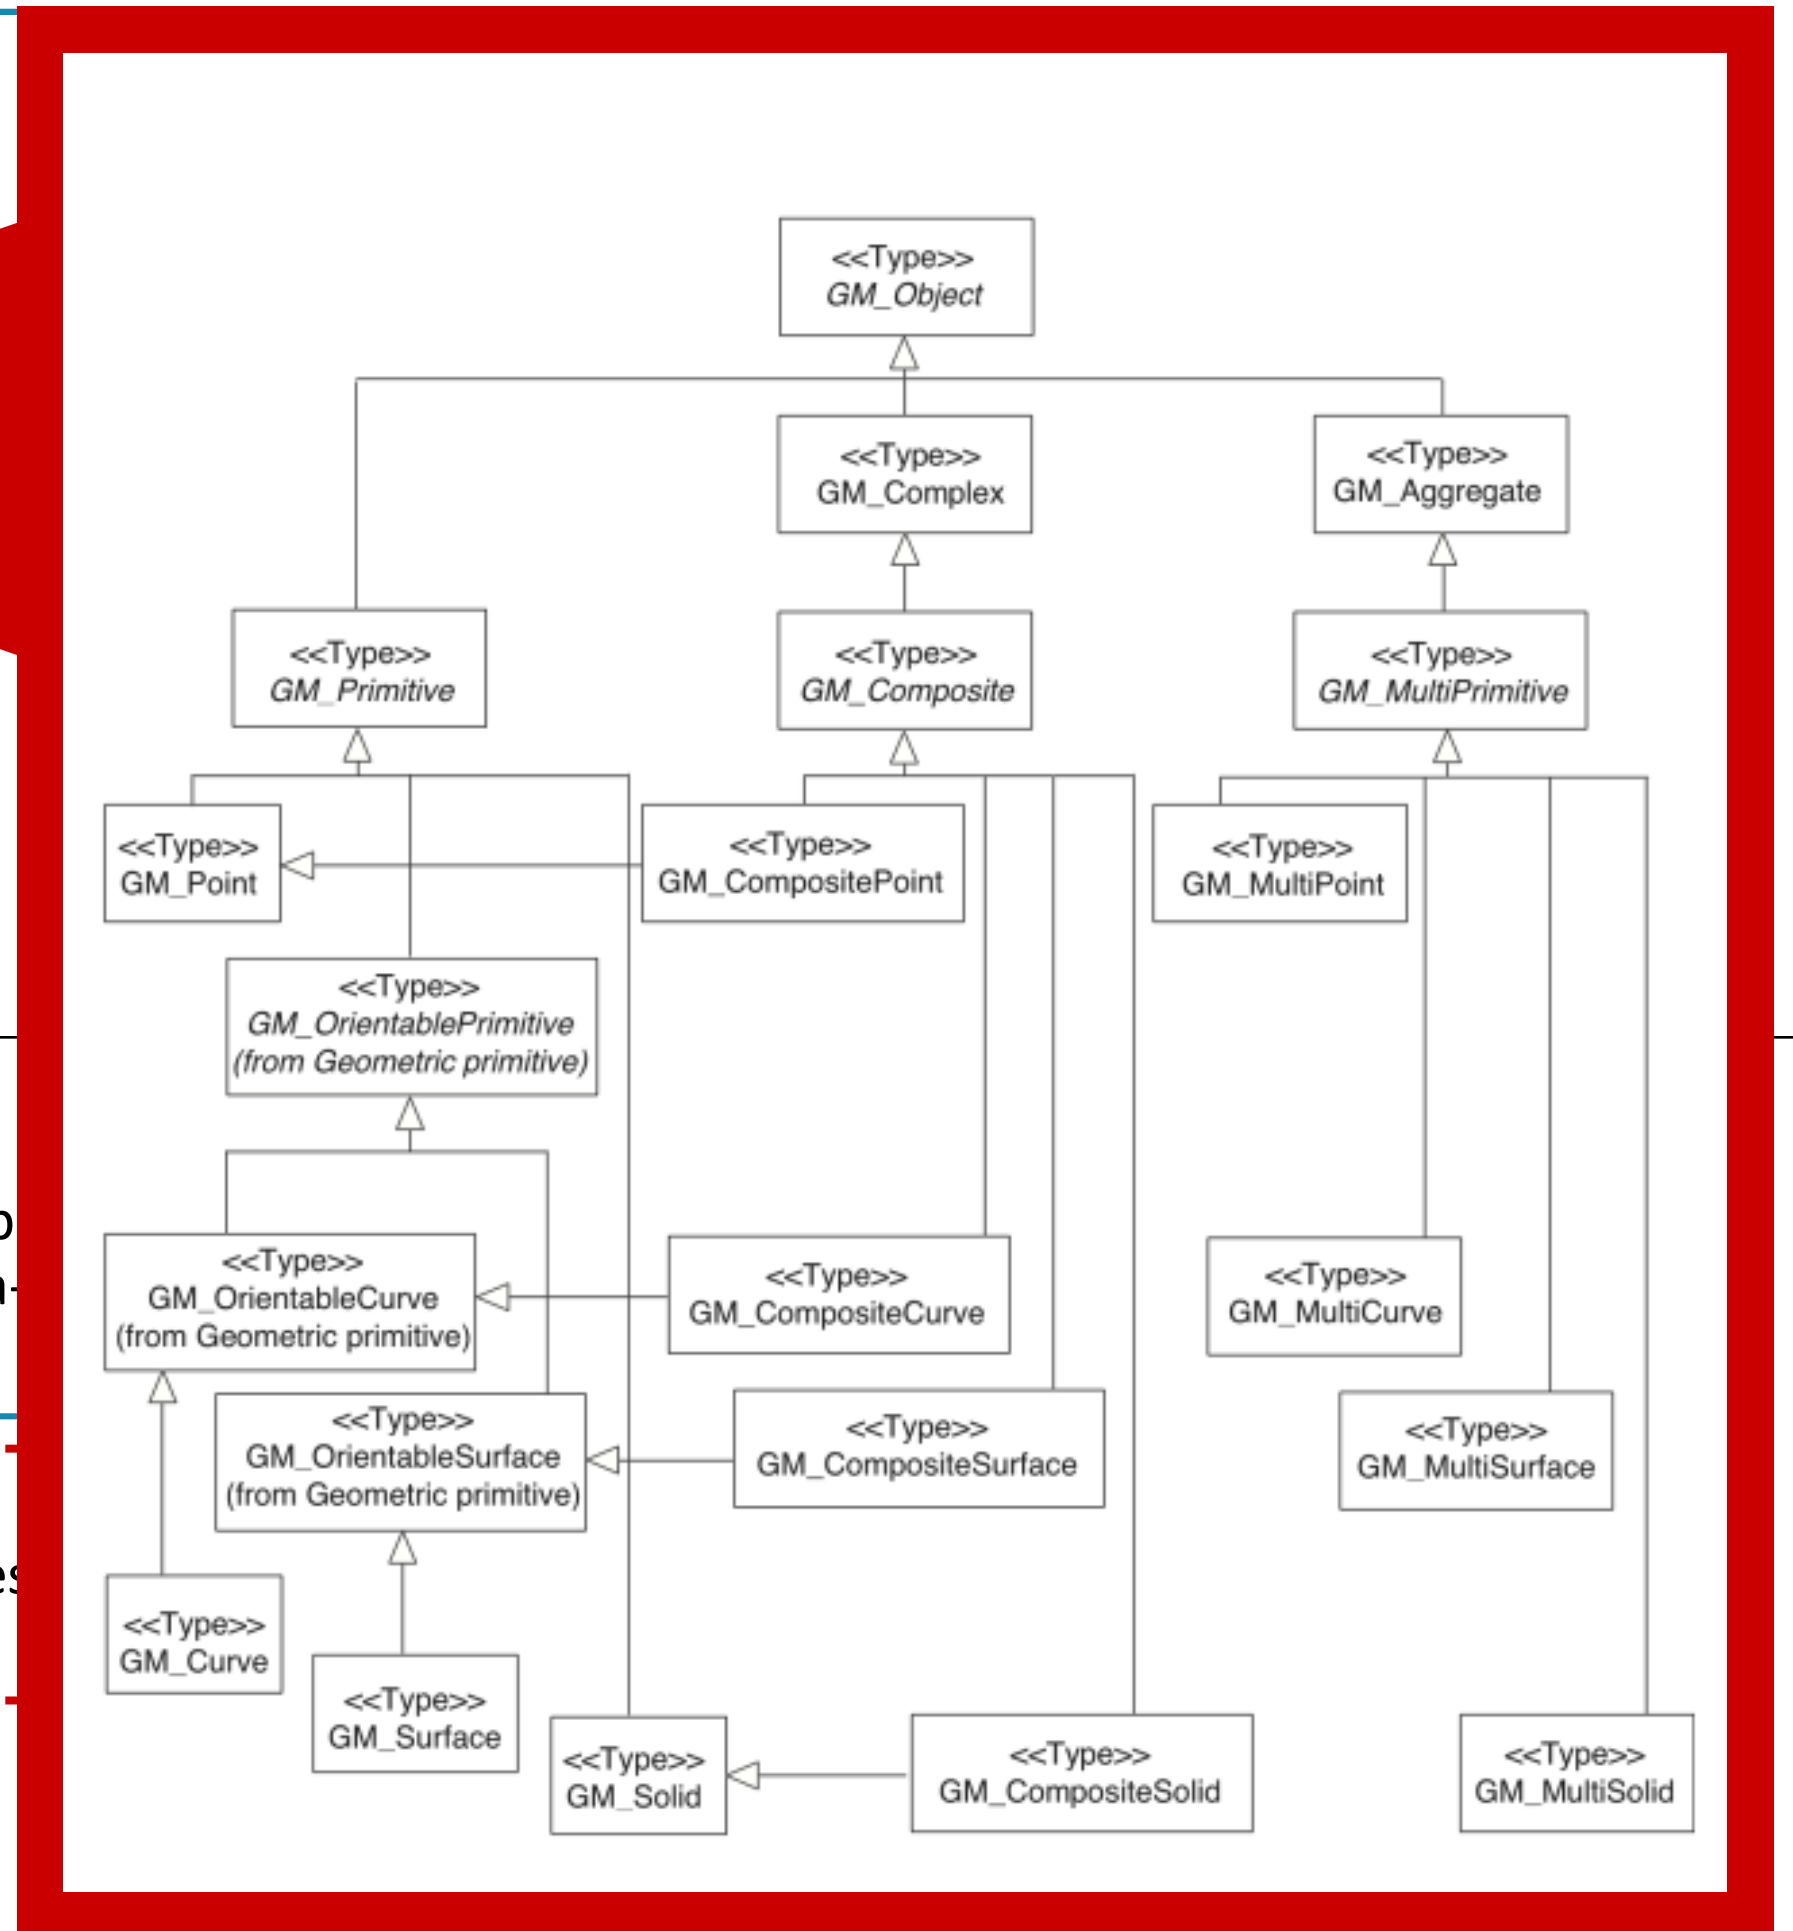 <<Type>>
GM_Object
<<Type>>
GM_Complex
<<Type>>
GM_Aggregate
<<Type>>
GM_Primitive
<<Type>>
GM_Composite
<<Type>>
GM_MultiPrimitive
<<Type>>
GM_Point
<<Type>>
GM_CompositePoint
<<Type>>
GM_MultiPoint
<<Type>>
GM_OrientablePrimitive
(from Geometric primitive)
<<Type>>
GM_OrientableCurve
(from Geometric primitive)
<<Type>>
GM_CompositeCurve
<<Type>>
GM_MultiCurve
<<Type>>
GM_OrientableSurface
(from Geometric primitive)
<<Type>>
GM_CompositeSurface
<<Type>>
GM_MultiSurface
<<Type>>
GM_Curve
<<Type>>
GM_Surface
<<Type>>
GM_Solid
<<Type>>
GM_CompositeSolid
<<Type>>
GM_MultiSolid